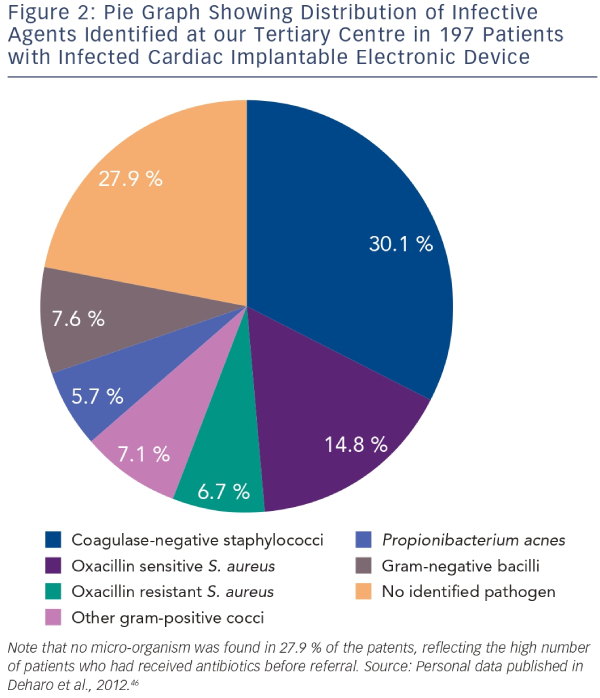 Figure 2: Pie Graph Showing Distribution of Infective
Agents Identified at our Tertiary Centre in 197 Patients
with Infected Cardiac Implantable Electronic Device
27.9 %
30.1 %
7.6 %
5.7 %
14.8 %
7.1 %
6.7 %
Coagulase-negative staphylococci
Oxacillin sensitive S. aureus
Oxacillin resistant S. aureus
Other gram-positive cocci
Propionibacterium acnes
Gram-negative bacilli
No identified pathogen
Note that no micro-organism was found in 27.9 % of the patents, reflecting the high number
of patients who had received antibiotics before referral. Source: Personal data published in
Deharo et al., 2012.46